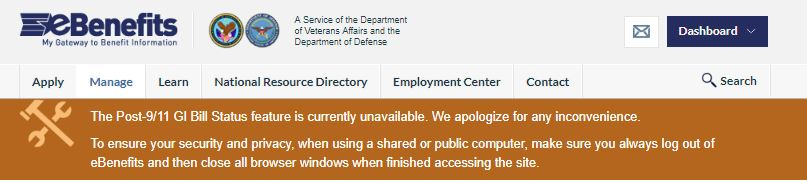 eBenefits
My Gateway to Benefit Information
A Service of the Department
of Veterans Affairs and the
Department of Defense
Dashboard
Apply
Manage
Learn
National Resource Directory
Employment Center
Contact
Search
The Post-9/11 GI Bill Status feature is currently unavailable. We apologize for any inconvenience.
To ensure your security and privacy, when using a shared or public computer, make sure you always log out of
eBenefits and then close all browser windows when finished accessing the site.